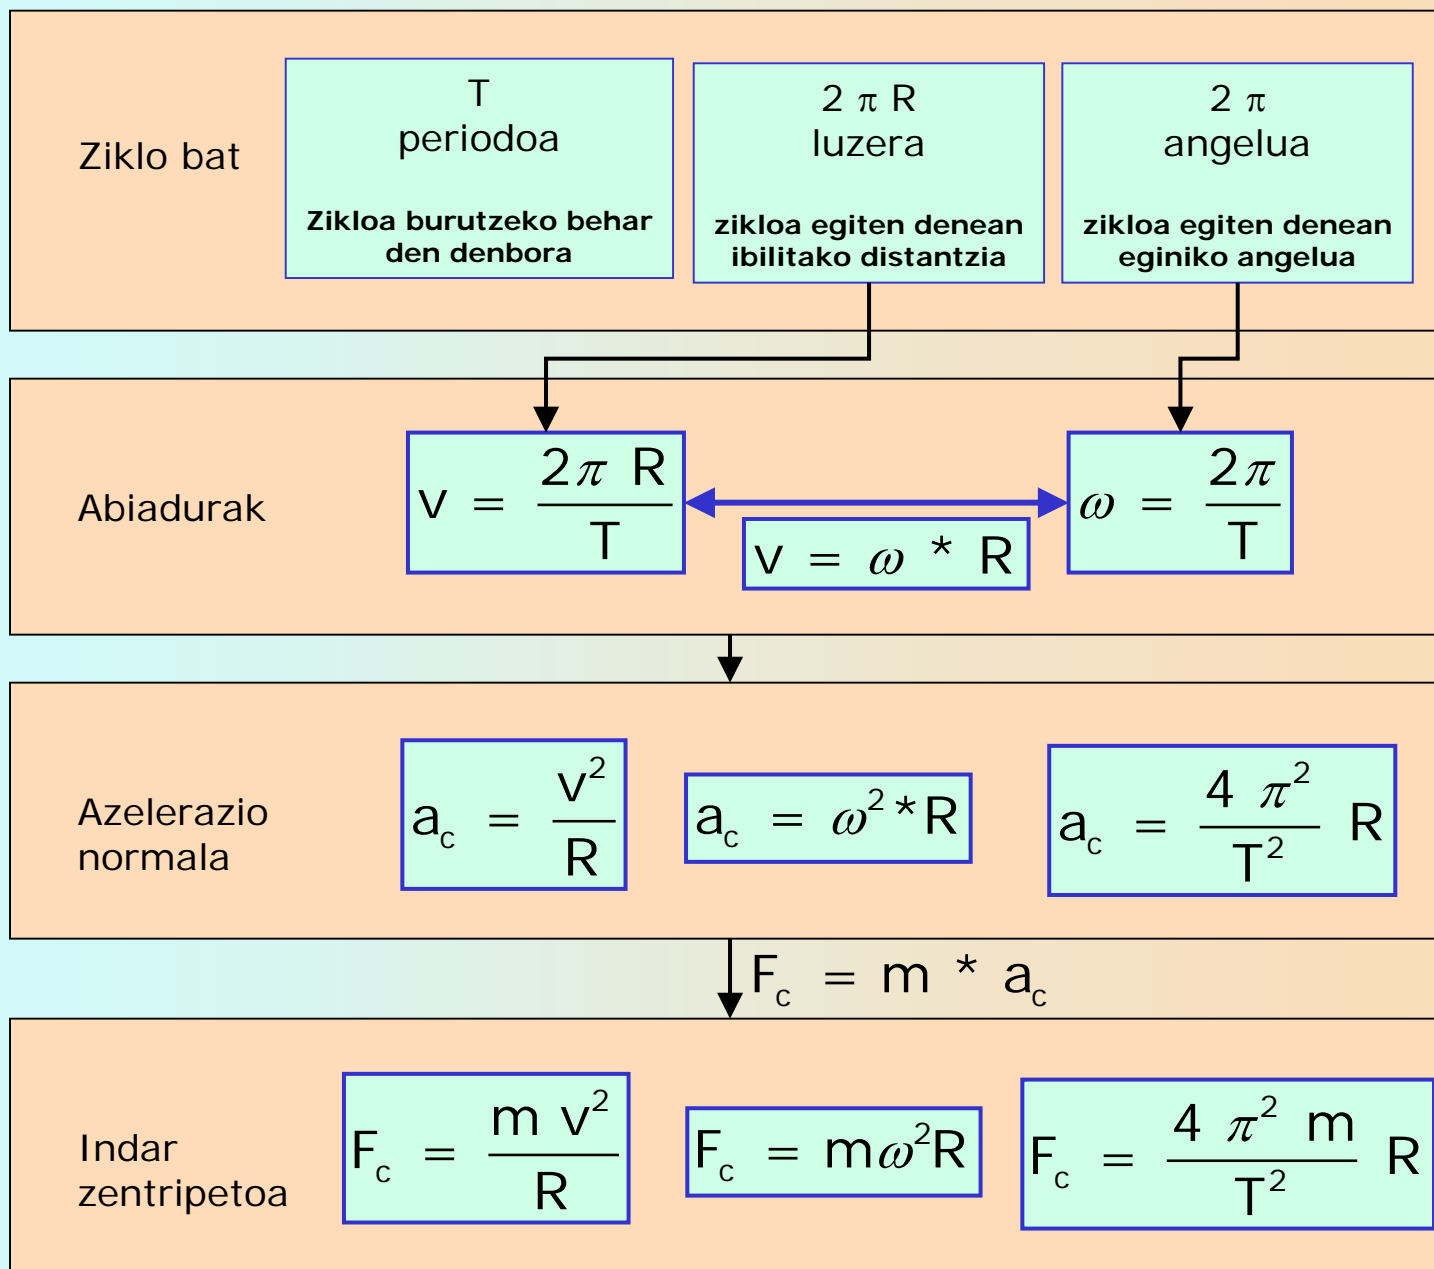 Ziklo bat
T
periodoa
Zikloa burutzeko behar
den denbora
2 π R
luzera
zikloa egiten denean
ibilitako distantzia
2 π
angelua
zikloa egiten denean
eginiko angelua
Abiadurak
v = 2π R / T
v = ω * R
ω = 2π / T
Azelerazio
normala
a_c = v² / R
a_c = ω² * R
a_c = 4 π² / T² R
F_c = m * a_c
Indar
zentripetoa
F_c = m v² / R
F_c = mω²R
F_c = 4 π² m / T² R